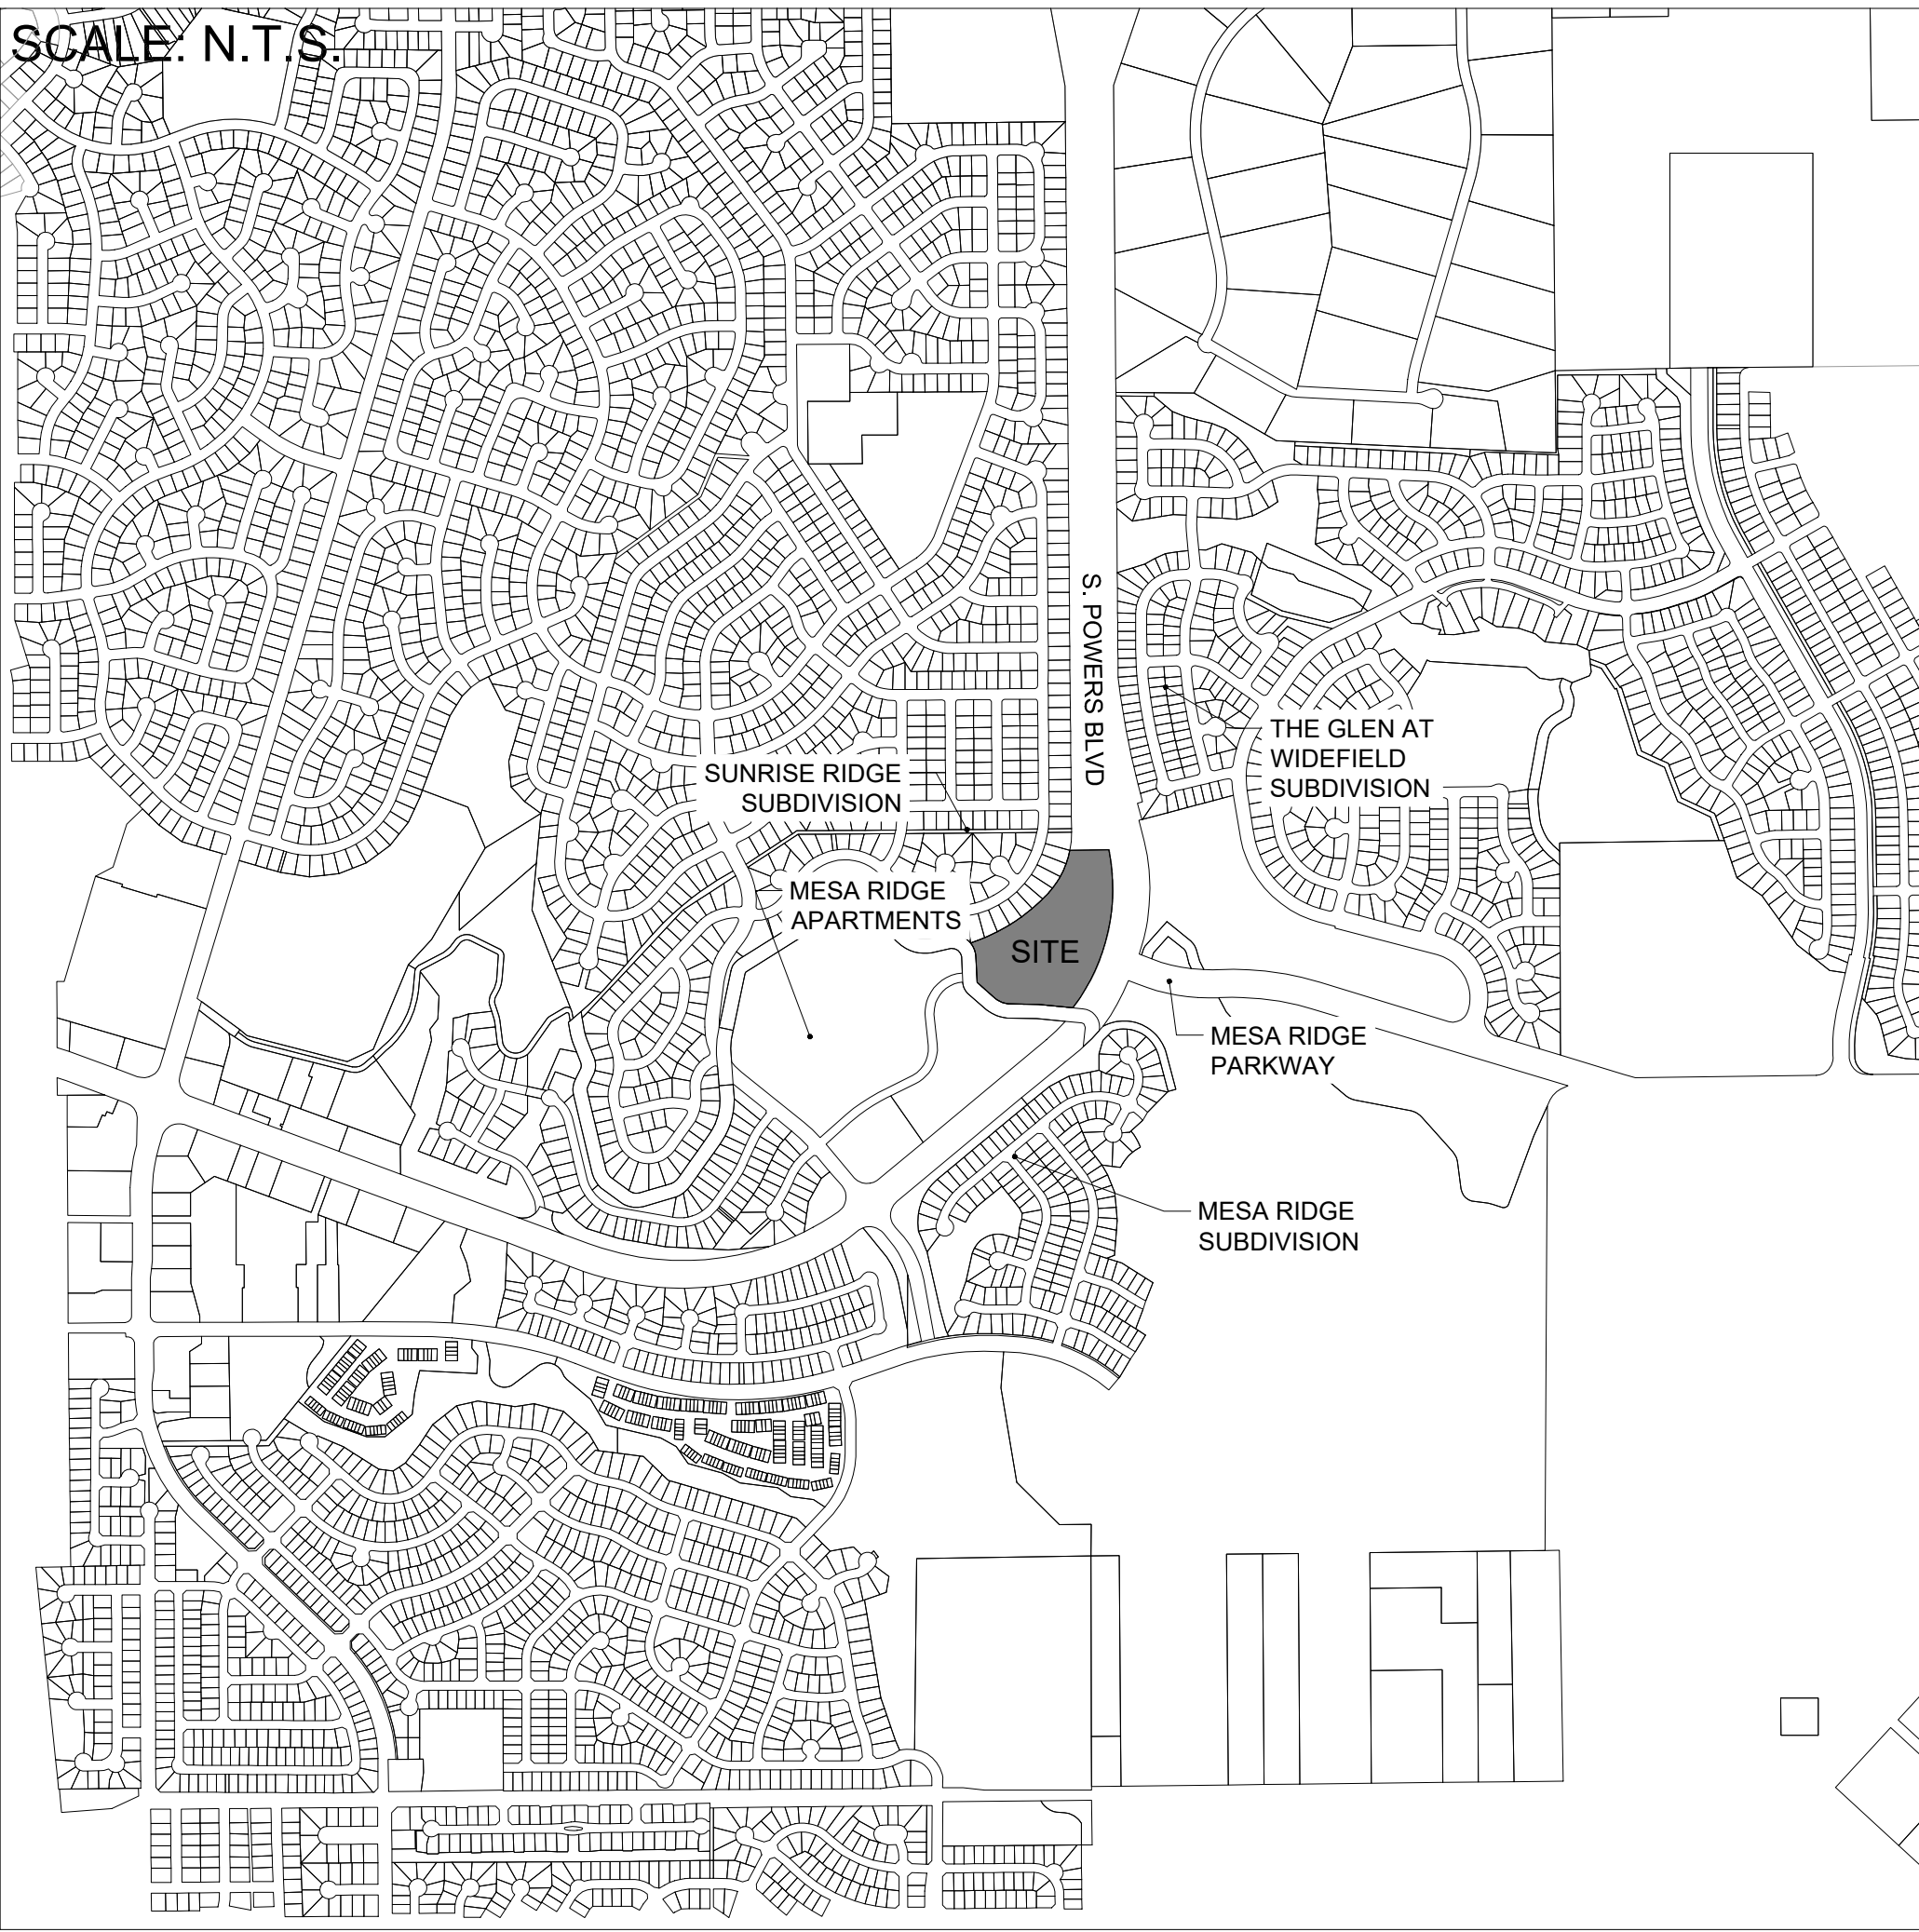 SCALE: N.T.S.
S. POWERS BLVD
THE GLEN AT
WIDEFIELD
SUBDIVISION
SUNRISE RIDGE
SUBDIVISION
MESA RIDGE
APARTMENTS
SITE
MESA RIDGE
PARKWAY
MESA RIDGE
SUBDIVISION